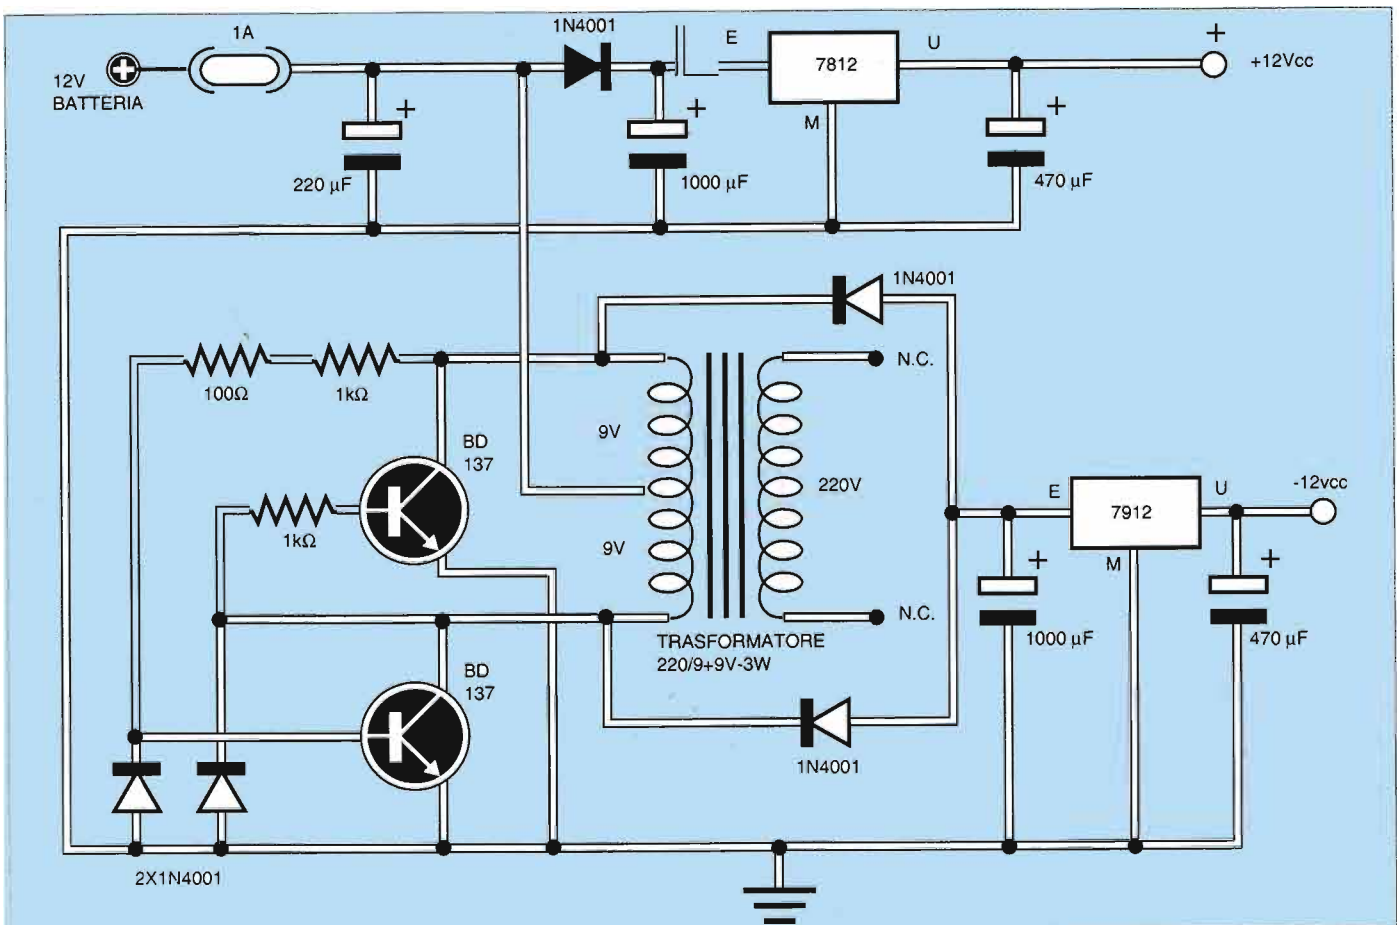 1A
12V
BATTERIA
220 µF
1N4001
+
+
E
7812
U
M
1000 µF
+
470 µF
+
+12Vcc
1N4001
100Ω
1kΩ
BD
137
1kΩ
9V
9V
220V
N.C.
N.C.
TRASFORMATORE
220/9+9V-3W
BD
137
1N4001
2X1N4001
E
7912
U
M
-12vcc
+
1000 µF
+
470 µF